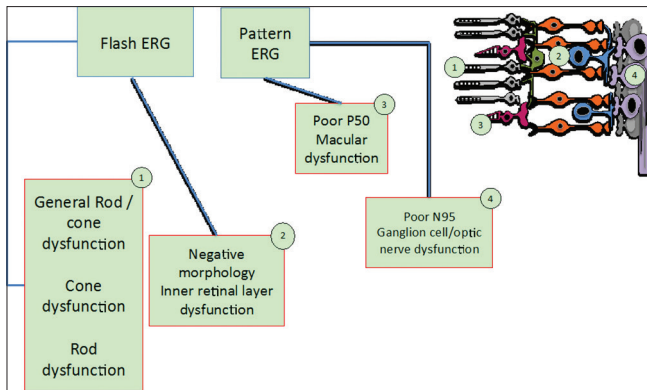 Flash ERG
Pattern
ERG
3
Poor P50
Macular
dysfunction
1
General Rod /
cone
dysfunction
Cone
dysfunction
Rod
dysfunction
2
Negative
morphology
Inner retinal layer
dysfunction
4
Poor N95
Ganglion cell/optic
nerve dysfunction
1
2
3
4